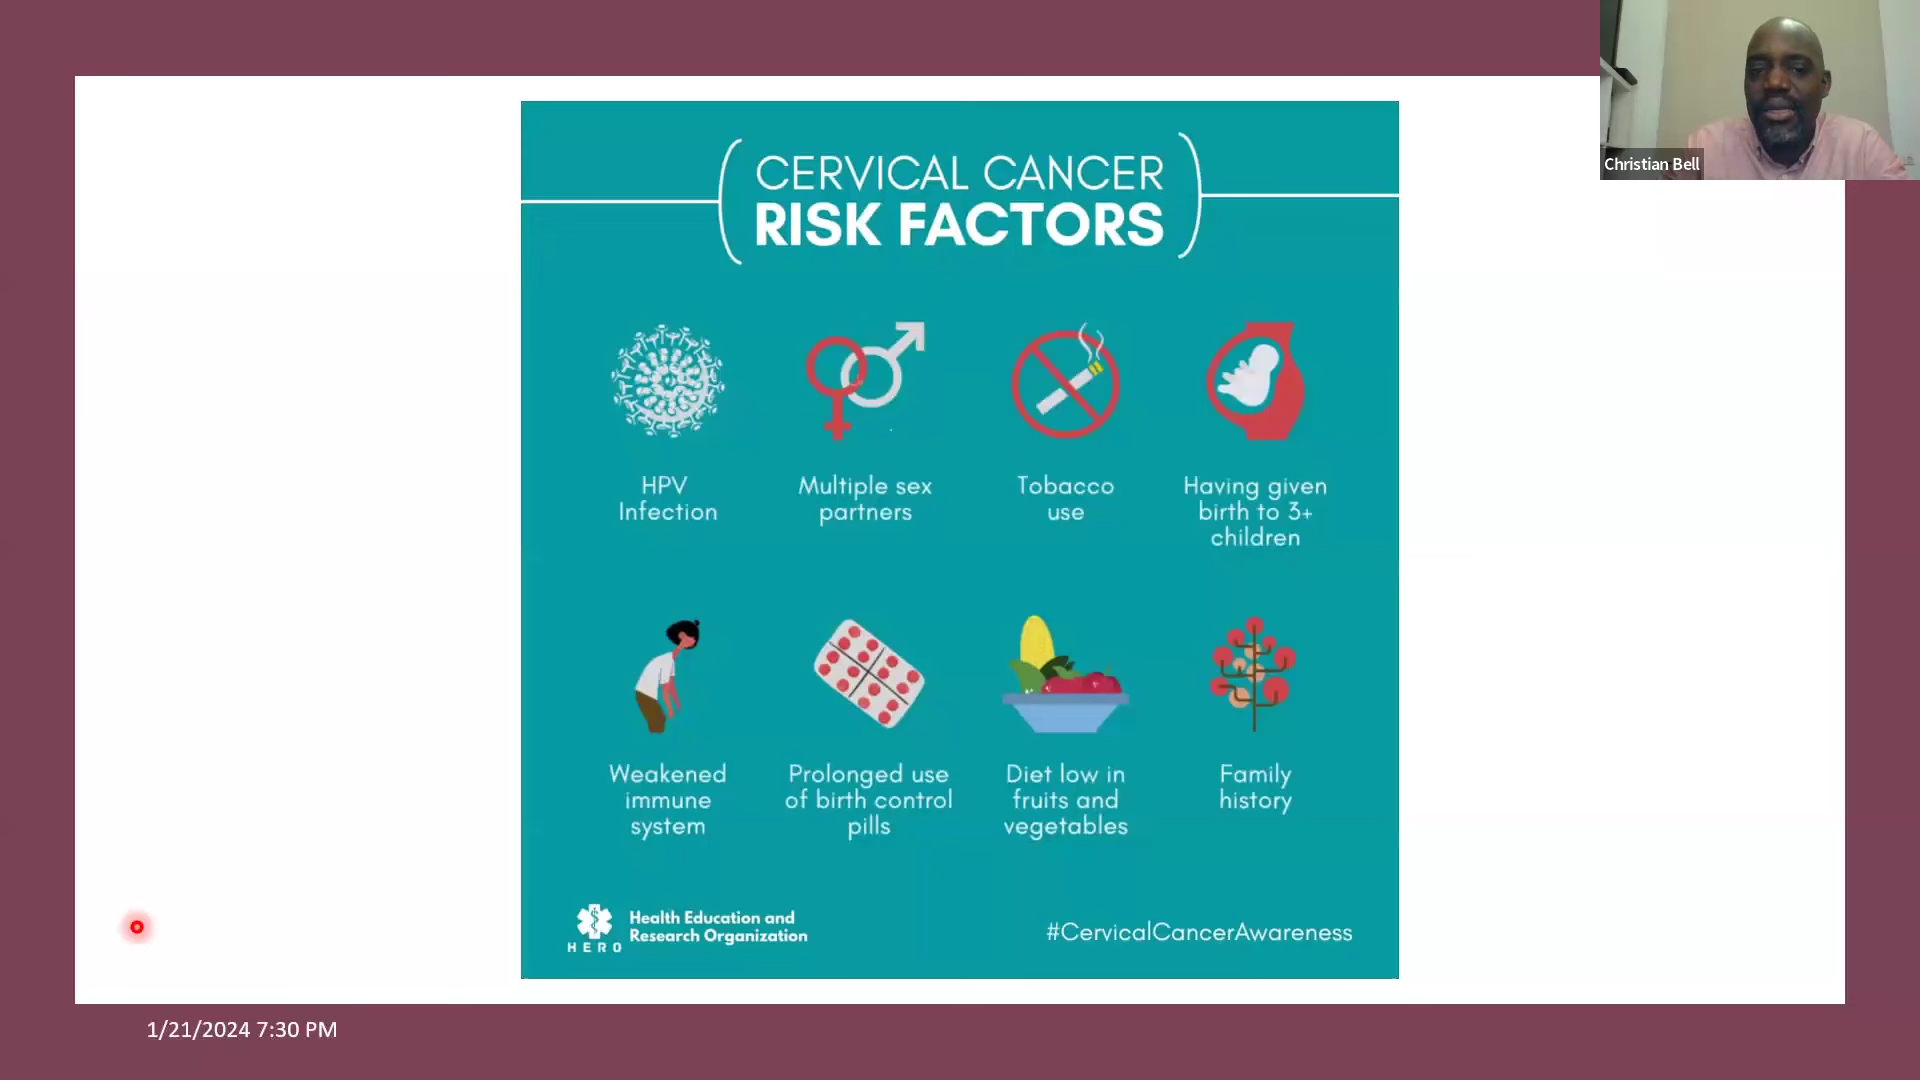 Christian Bell
CERVICAL CANCER
RISK FACTORS
HPV
Infection
Multiple sex
partners
Tobacco
use
Having given
birth to 3+
children
Weakened
immune
system
Prolonged use
of birth control
pills
Diet low in
fruits and
vegetables
Family
history
HERO
Health Education and
Research Organization
#CervicalCancerAwareness
1/21/2024 7:30 PM